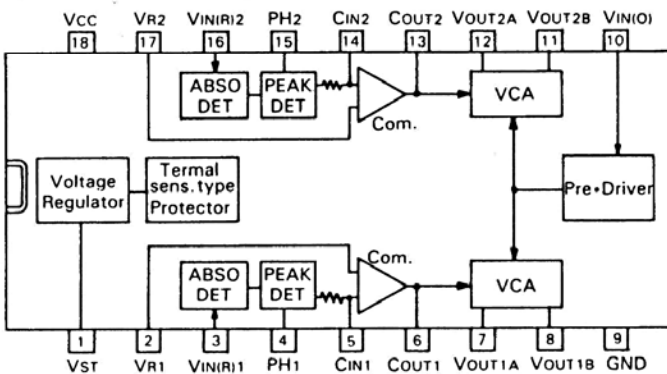 VCC VR2 VIN(R)2 PH2 CIN2 COUT2 VOUT2A VOUT2B VIN(O)
18 17 16 15 14 13 12 11 10
ABSO DET
PEAK DET
Com.
VCA
Voltage Regulator
Termal sens. type Protector
Pre•Driver
ABSO DET
PEAK DET
Com.
VCA
1 2 3 4 5 6 7 8 9
VST VR1 VIN(R)1 PH1 CIN1 COUT1 VOUT1A VOUT1B GND